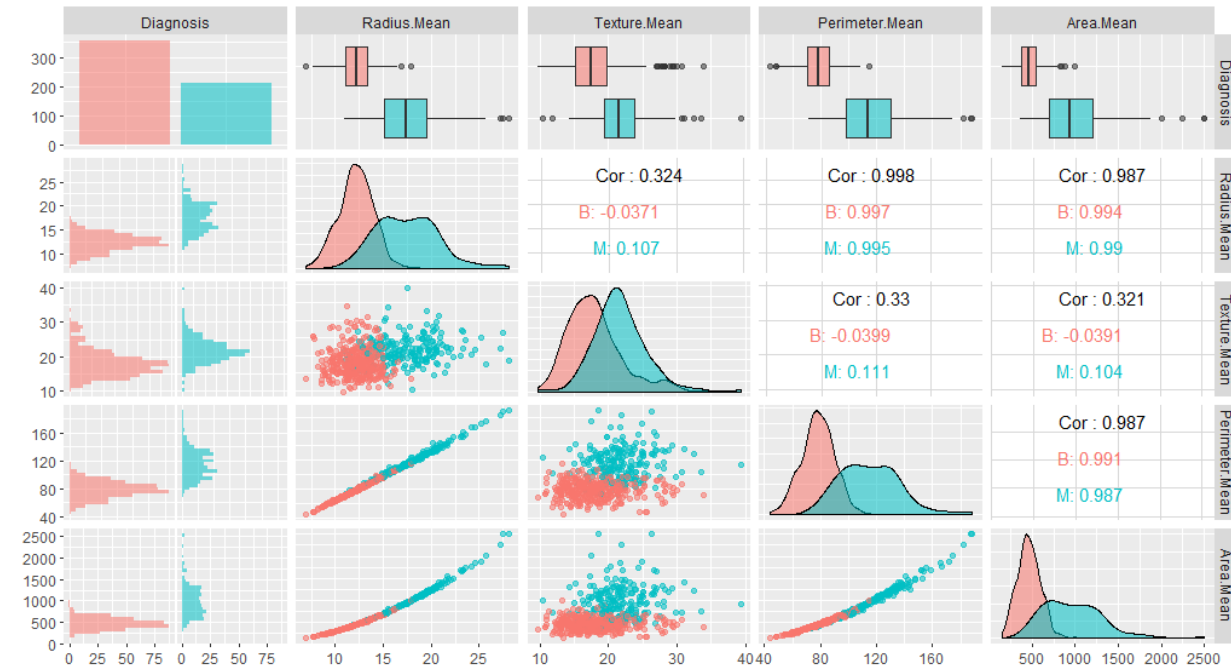 Diagnosis Radius.Mean Texture.Mean Perimeter.Mean Area.Mean
300
200
100
0
Diagnosis
25
20
15
10
Cor : 0.324 Cor : 0.998 Cor : 0.987
B: -0.0371 B: 0.997 B: 0.994
M: 0.107 M: 0.995 M: 0.99
Radius.Mean
40
30
20
10
Cor : 0.33 Cor : 0.321
B: -0.0399 B: -0.0391
M: 0.111 M: 0.104
Texture.Mean
160
120
80
40
Cor : 0.987
B: 0.991
M: 0.987
Perimeter.Mean
2500
2000
1500
1000
500
0
Area.Mean
0 25 50 75 0 25 50 75 10 15 20 25 10 20 30 40 40 80 120 160 500 1000 1500 2000 2500